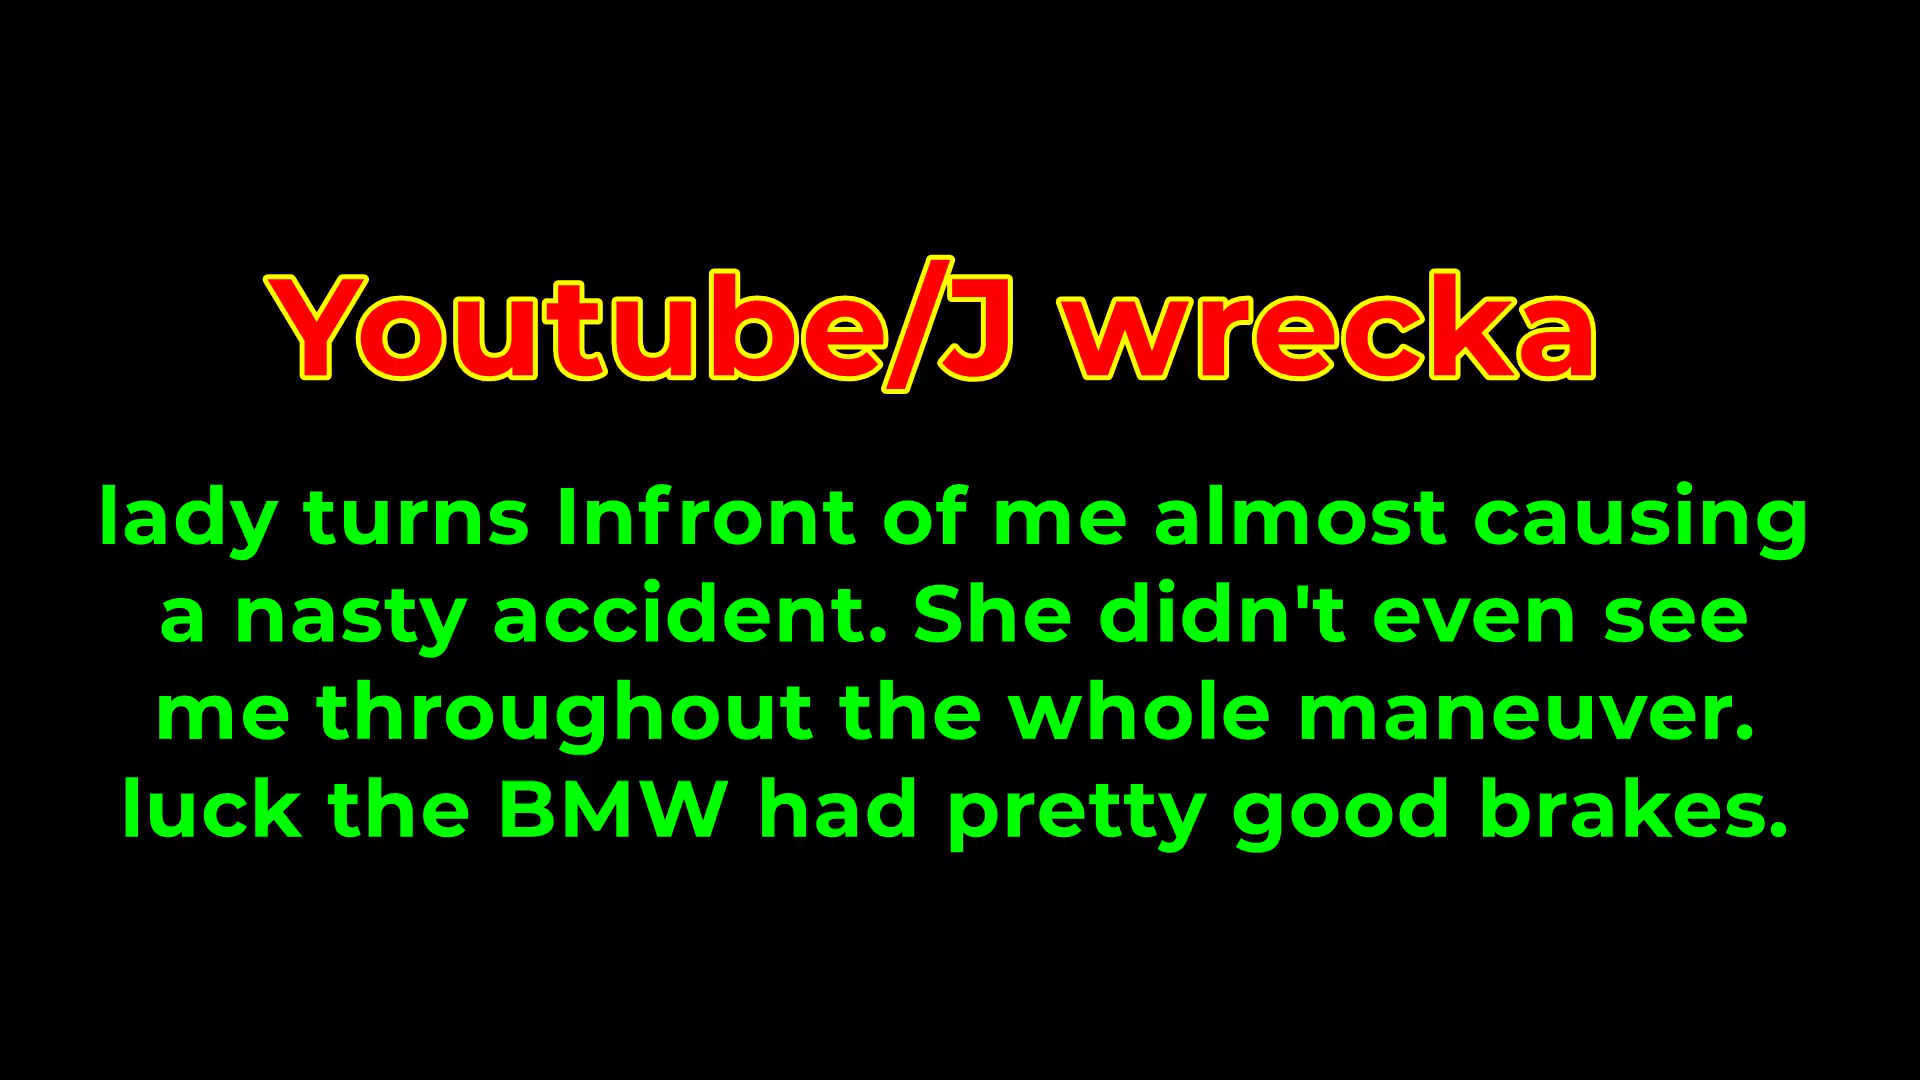 Youtube/J wrecka
lady turns Infront of me almost causing
a nasty accident. She didn't even see
me throughout the whole maneuver.
luck the BMW had pretty good brakes.